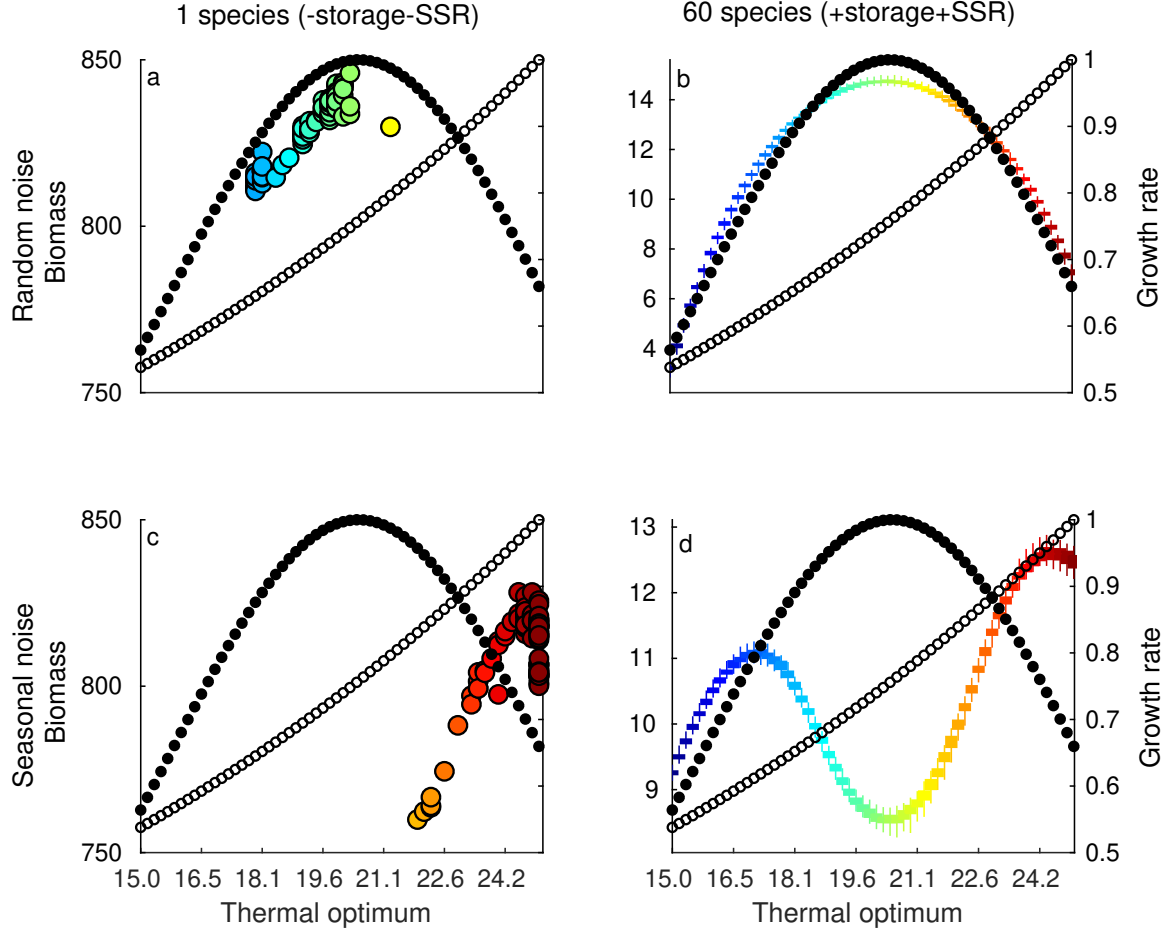 1 species (-storage-SSR)
60 species (+storage+SSR)
Random noise
Biomass
850
800
750
a
14
12
10
8
6
4
b
1
0.9
0.8
0.7
0.6
0.5
Growth rate
Seasonal noise
Biomass
850
800
750
c
15.0 16.5 18.1 19.6 21.1 22.6 24.2
Thermal optimum
13
12
11
10
9
d
1
0.9
0.8
0.7
0.6
0.5
Growth rate
15.0 16.5 18.1 19.6 21.1 22.6 24.2
Thermal optimum